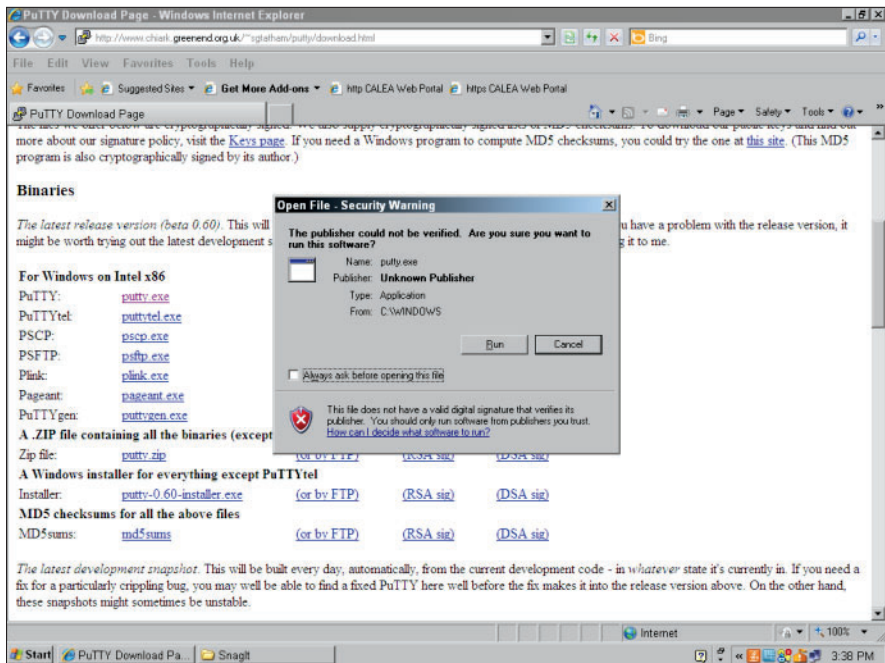 PuTTY Download Page - Windows Internet Explorer
http://www.chiark.greenend.org.uk/~sgtatham/putty/download.html
Bing
File Edit View Favorites Tools Help
Favorites Suggested Sites Get More Add-ons http CALEA Web Portal https CALEA Web Portal
PuTTY Download Page
Page Safety Tools
more about our signature policy, visit the Keys page. If you need a Windows program to compute MD5 checksums, you could try the one at this site. (This MD5
program is also cryptographically signed by its author.)
Binaries
The latest release version (beta 0.60). This will
u have a problem with the release version, it
might be worth trying out the latest development s
g it to me.
For Windows on Intel x86
PuTTY: putty.exe
PuTTYtel: puttytel.exe
PSCP: pscp.exe
PSFTP: psftp.exe
Plink: plink.exe
Pageant: pageant.exe
PuTTYgen: puttygen.exe
A .ZIP file containing all the binaries (except
Zip file: putty.zip (or by FTP) (RSA sig) (DSA sig)
A Windows installer for everything except PuTTYtel
Installer: putty-0.60-installer.exe (or by FTP) (RSA sig) (DSA sig)
MD5 checksums for all the above files
MD5sums: md5sums (or by FTP) (RSA sig) (DSA sig)
The latest development snapshot. This will be built every day, automatically, from the current development code - in whatever state it's currently in. If you need a
fix for a particularly crippling bug, you may well be able to find a fixed PuTTY here well before the fix makes it into the release version above. On the other hand,
these snapshots might sometimes be unstable.
Open File - Security Warning
The publisher could not be verified. Are you sure you want to
run this software?
Name: putty.exe
Publisher: Unknown Publisher
Type: Application
From: C:\WINDOWS
Run Cancel
Always ask before opening this file
This file does not have a valid digital signature that verifies its
publisher. You should only run software from publishers you trust.
How can I decide what software to run?
Internet 100%
Start PuTTY Download Pa... SnagIt 3:38 PM